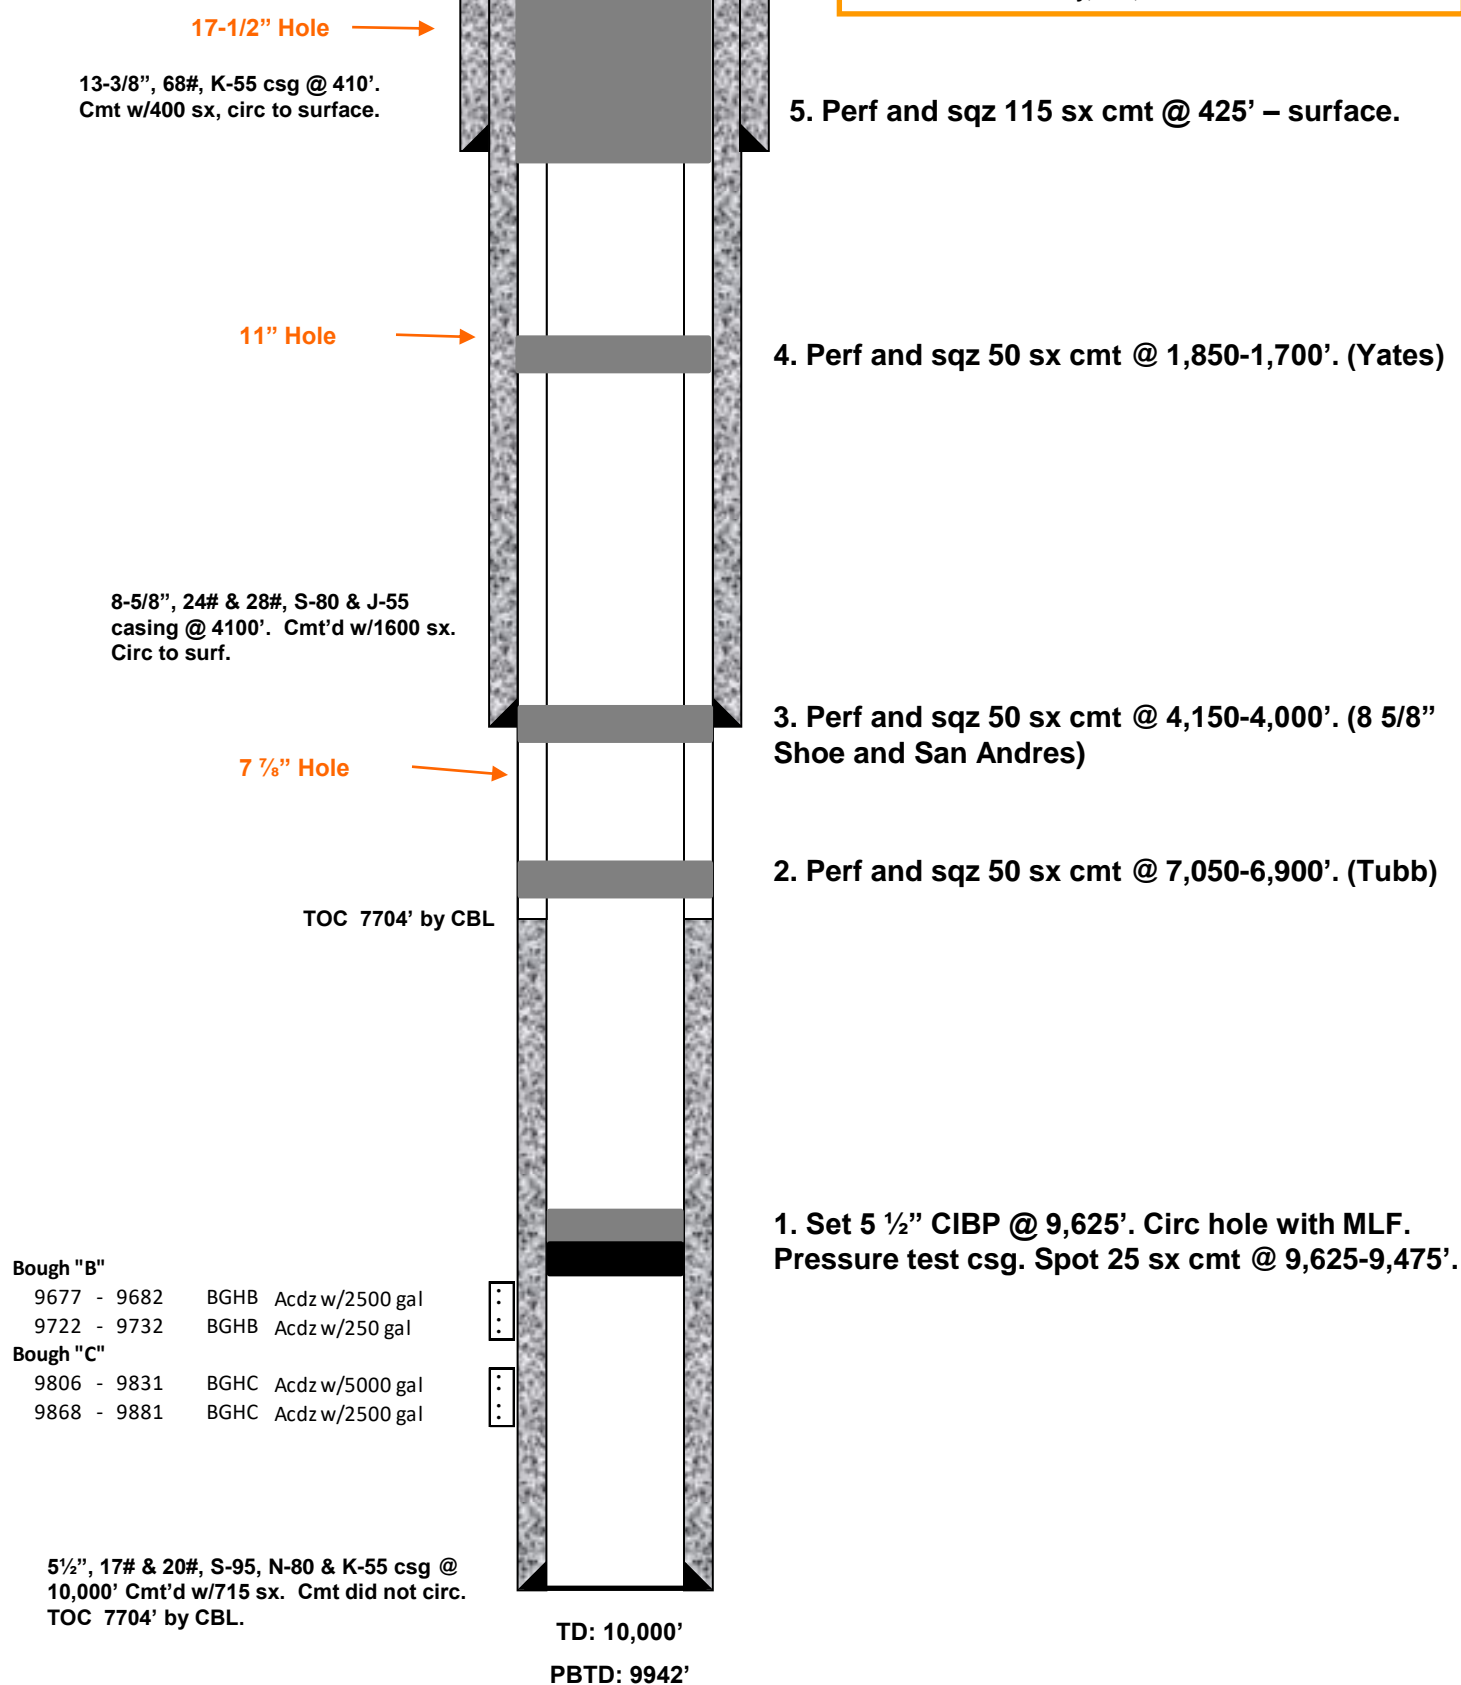 17-1/2” Hole
13-3/8”, 68#, K-55 csg @ 410’.
Cmt w/400 sx, circ to surface.
5. Perf and sqz 115 sx cmt @ 425’ – surface.
11” Hole
4. Perf and sqz 50 sx cmt @ 1,850-1,700’. (Yates)
8-5/8”, 24# & 28#, S-80 & J-55
casing @ 4100’. Cmt’d w/1600 sx.
Circ to surf.
3. Perf and sqz 50 sx cmt @ 4,150-4,000’. (8 5/8”
Shoe and San Andres)
7 ⅞” Hole
2. Perf and sqz 50 sx cmt @ 7,050-6,900’. (Tubb)
TOC 7704’ by CBL
1. Set 5 ½” CIBP @ 9,625’. Circ hole with MLF.
Pressure test csg. Spot 25 sx cmt @ 9,625-9,475’.
Bough "B"
9677 - 9682 BGHB Acdz w/2500 gal
9722 - 9732 BGHB Acdz w/250 gal
Bough "C"
9806 - 9831 BGHC Acdz w/5000 gal
9868 - 9881 BGHC Acdz w/2500 gal
5½”, 17# & 20#, S-95, N-80 & K-55 csg @
10,000’ Cmt’d w/715 sx. Cmt did not circ.
TOC 7704’ by CBL.
TD: 10,000’
PBTD: 9942’